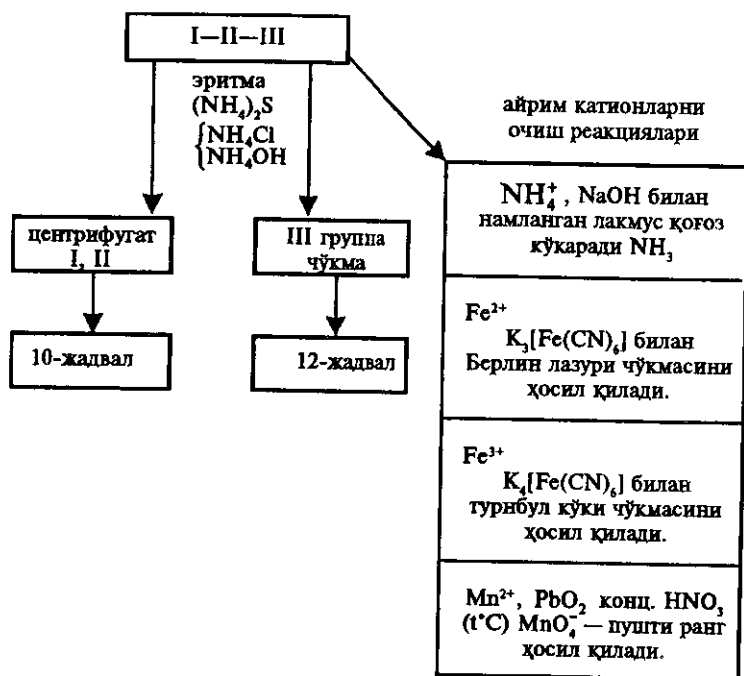 I—II—III
эритма
(NH₄)₂S
{NH₄Cl
NH₄OH
айрим катионларни
очиш реакциялари
центрифугат
I, II
III группа
чўкма
10-жадвал
12-жадвал
NH₄⁺, NaOH билан
намланган лакмус қоғоз
кўкаради NH₃
Fe²⁺
K₃[Fe(CN)₆] билан
Берлин лазури чўкмасини
ҳосил қилади.
Fe³⁺
K₄[Fe(CN)₆] билан
турнбул кўки чўкмасини
ҳосил қилади.
Mn²⁺, PbO₂ конц. HNO₃
(t°C) MnO₄⁻ — пушти ранг
ҳосил қилади.